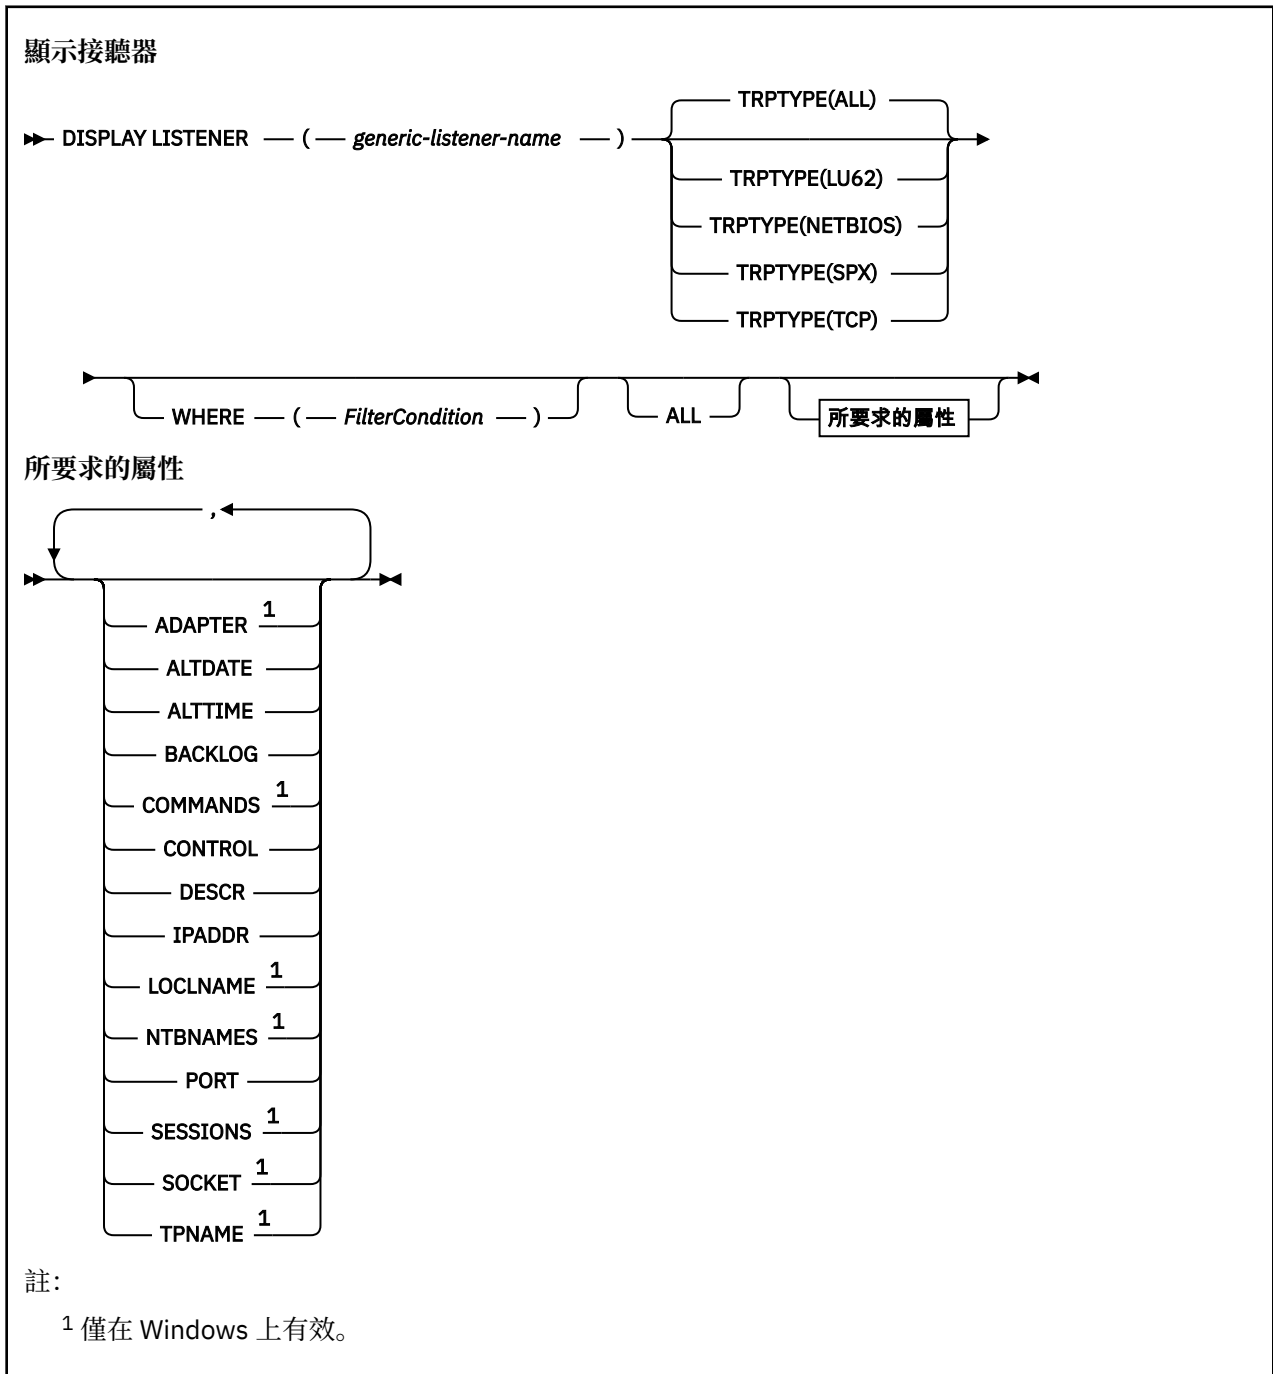 顯示接聽器
TRPTYPE(ALL)
DISPLAY LISTENER ( generic-listener-name )
TRPTYPE(LU62)
TRPTYPE(NETBIOS)
TRPTYPE(SPX)
TRPTYPE(TCP)
WHERE ( FilterCondition ) ALL 所要求的屬性
所要求的屬性
,
ADAPTER 1
ALTDATE
ALTTIME
BACKLOG
COMMANDS 1
CONTROL
DESCR
IPADDR
LOCLNAME 1
NTBNAMES 1
PORT
SESSIONS 1
SOCKET 1
TPNAME 1
註：
1 僅在 Windows 上有效。